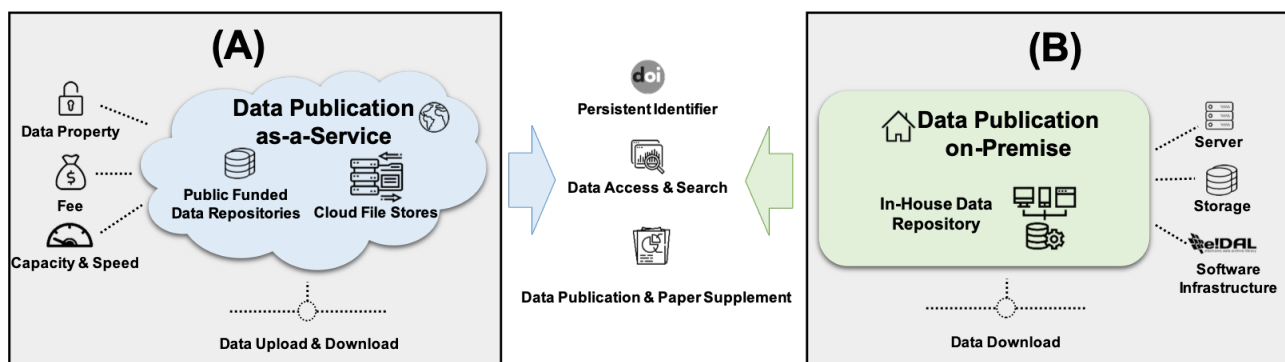 (A)
Data Publication
as-a-Service
Data Property
Fee
Capacity & Speed
Public Funded
Data Repositories
Cloud File Stores
Data Upload & Download
doi
Persistent Identifier
Data Access & Search
Data Publication & Paper Supplement
(B)
Data Publication
on-Premise
In-House Data
Repository
Server
Storage
e!DAL
Software
Infrastructure
Data Download